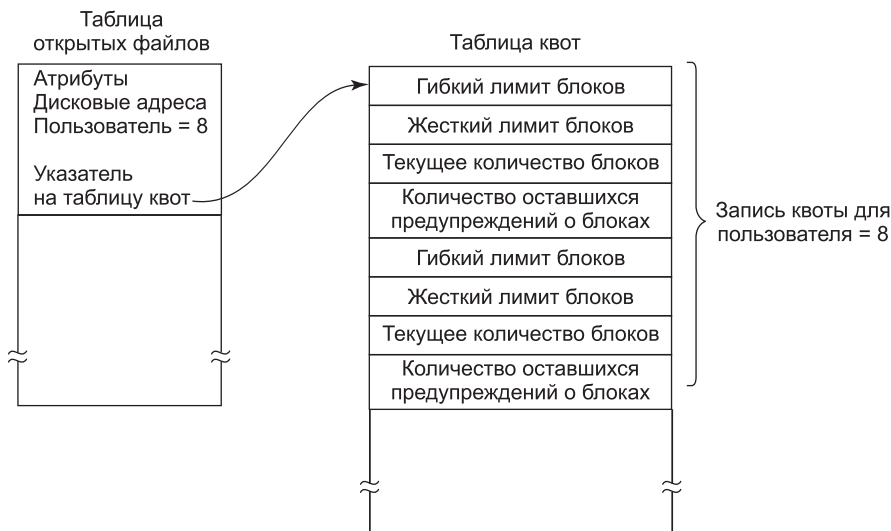 Таблица
открытых файлов
Атрибуты
Дисковые адреса
Пользователь = 8
Указатель
на таблицу квот
Таблица квот
Гибкий лимит блоков
Жесткий лимит блоков
Текущее количество блоков
Количество оставшихся
предупреждений о блоках
Гибкий лимит блоков
Жесткий лимит блоков
Текущее количество блоков
Количество оставшихся
предупреждений о блоках
Запись квоты для
пользователя = 8